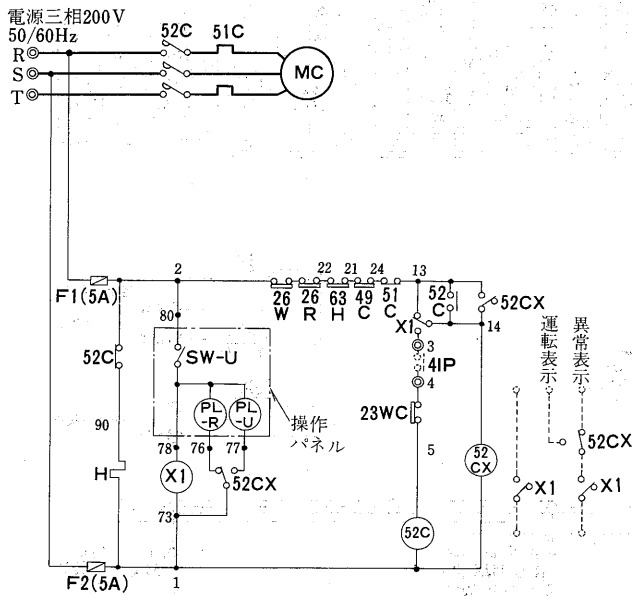 電源三相200V
50/60Hz
R
S
T
52C
51C
MC
F1(5A)
2
22
21
24
13
26
W
26
R
63
H
49
C
51
C
52
C
52CX
14
X1
80
SW-U
3
4IP
4
23WC
5
52C
90
H
PL
-R
PL
-U
操作
パネル
78
76
77
X1
52CX
73
52
CX
52C
F2(5A)
1
運転表示
異常表示
52CX
X1
X1